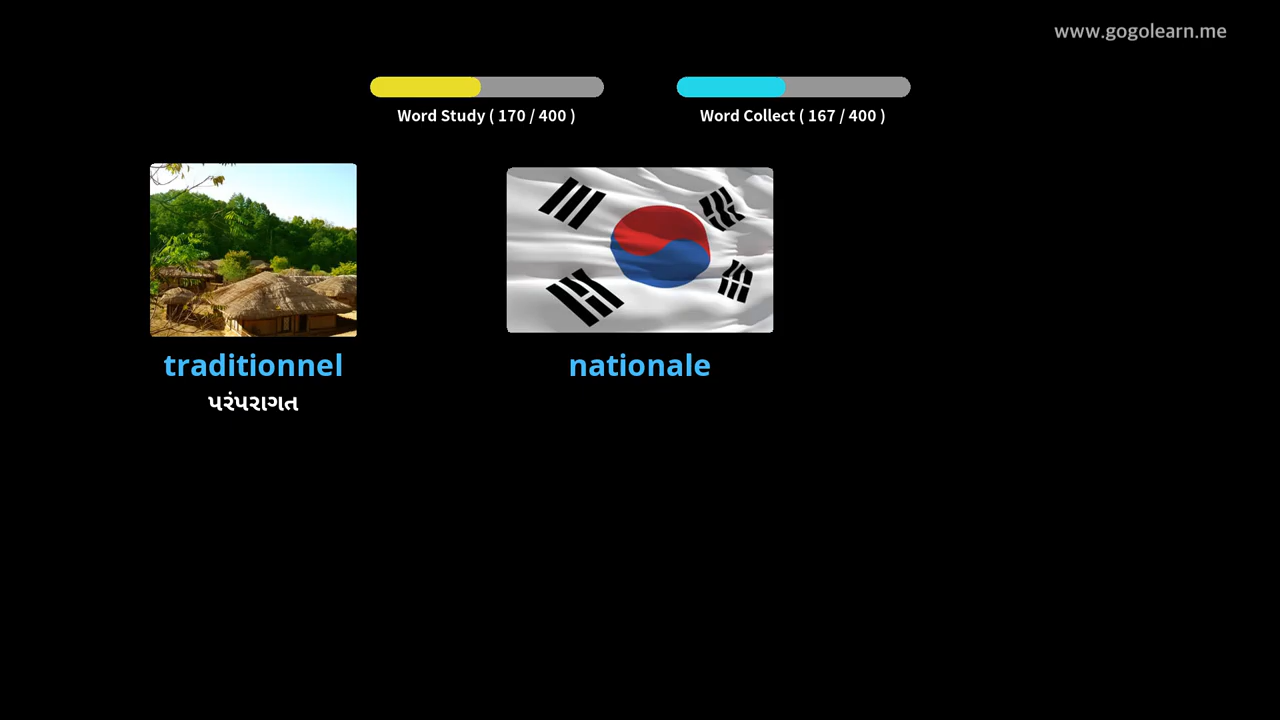 www.gogolearn.me
Word Study ( 170 / 400 )
Word Collect ( 167 / 400 )
traditionnel
પરંપરાગત
nationale